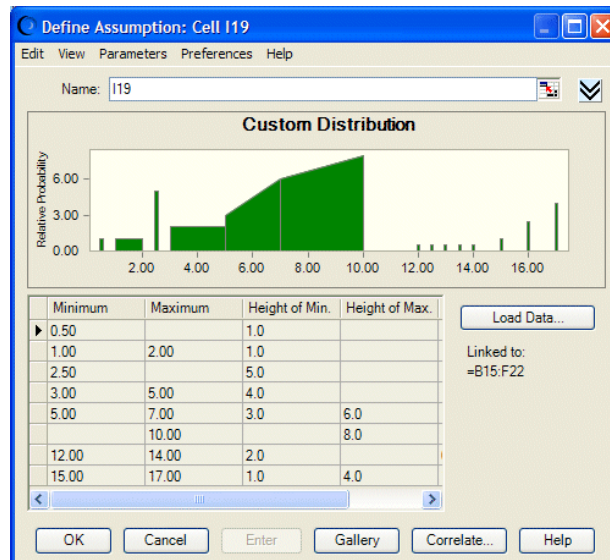 Define Assumption: Cell I19
Edit View Parameters Preferences Help
Name: I19
Custom Distribution
Relative Probability
6.00
3.00
0.00
2.00 4.00 6.00 8.00 10.00 12.00 14.00 16.00
Minimum Maximum Height of Min. Height of Max.
0.50 1.0
1.00 2.00 1.0
2.50 5.0
3.00 5.00 4.0
5.00 7.00 3.0 6.0
10.00 8.0
12.00 14.00 2.0
15.00 17.00 1.0 4.0
Load Data...
Linked to:
=B15:F22
OK Cancel Enter Gallery Correlate... Help